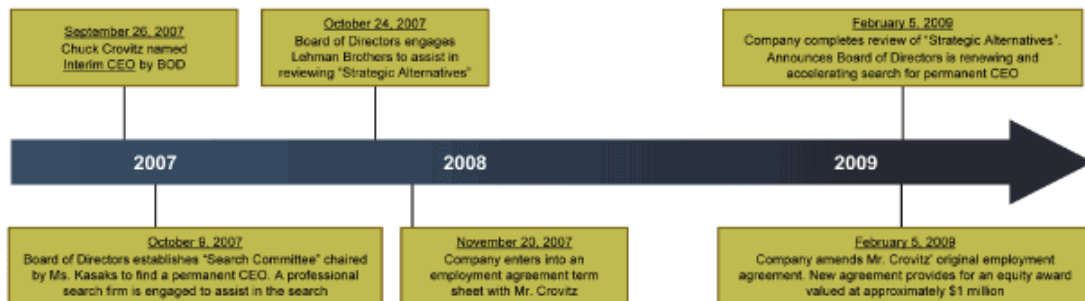 September 26, 2007
Chuck Crovitz named
Interim CEO by BOD
October 24, 2007
Board of Directors engages
Lehman Brothers to assist in
reviewing "Strategic Alternatives"
February 5, 2009
Company completes review of "Strategic Alternatives".
Announces Board of Directors is renewing and
accelerating search for permanent CEO
2007
2008
2009
October 9, 2007
Board of Directors establishes "Search Committee" chaired
by Ms. Kasaks to find a permanent CEO. A professional
search firm is engaged to assist in the search
November 20, 2007
Company enters into an
employment agreement term
sheet with Mr. Crovitz
February 5, 2009
Company amends Mr. Crovitz' original employment
agreement. New agreement provides for an equity award
valued at approximately $1 million